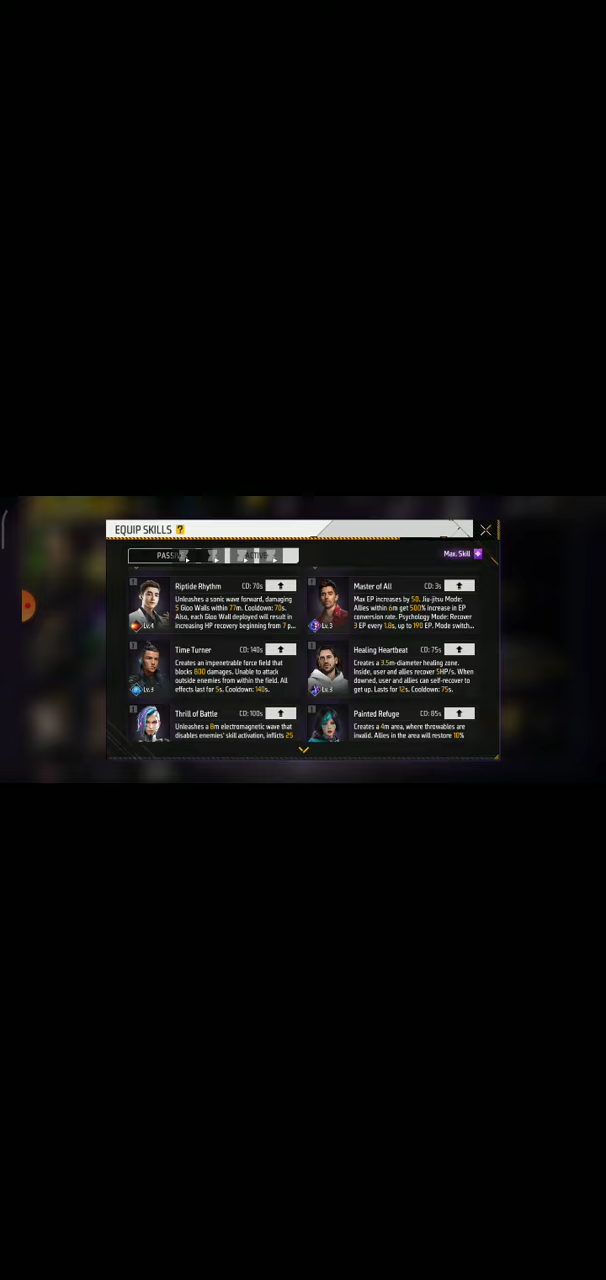 EQUIP SKILLS ?
PASSIVE ACTIVE
Max. Skill
Riptide Rhythm CD: 70s
Unleashes a sonic wave forward, damaging
5 Gloo Walls within 77m. Cooldown: 70s.
Also, each Gloo Wall deployed will result in
increasing HP recovery beginning from 7 p...
Lv.4
Master of All CD: 3s
Max EP increases by 50. Jiu-jitsu Mode:
Allies within 6m get 500% increase in EP
conversion rate. Psychology Mode: Recover
3 EP every 1.8s, up to 190 EP. Mode switch...
Lv.3
Time Turner CD: 140s
Creates an impenetrable force field that
blocks 800 damages. Unable to attack
outside enemies from within the field. All
effects last for 5s. Cooldown: 140s.
Lv.3
Healing Heartbeat CD: 75s
Creates a 3.5m-diameter healing zone.
Inside, user and allies recover 5HP/s. When
downed, user and allies can self-recover to
get up. Lasts for 12s. Cooldown: 75s.
Lv.3
Thrill of Battle CD: 100s
Unleashes a 8m electromagnetic wave that
disables enemies' skill activation, inflicts 25
Painted Refuge CD: 85s
Creates a 4m area, where throwables are
invalid. Allies in the area will restore 10%